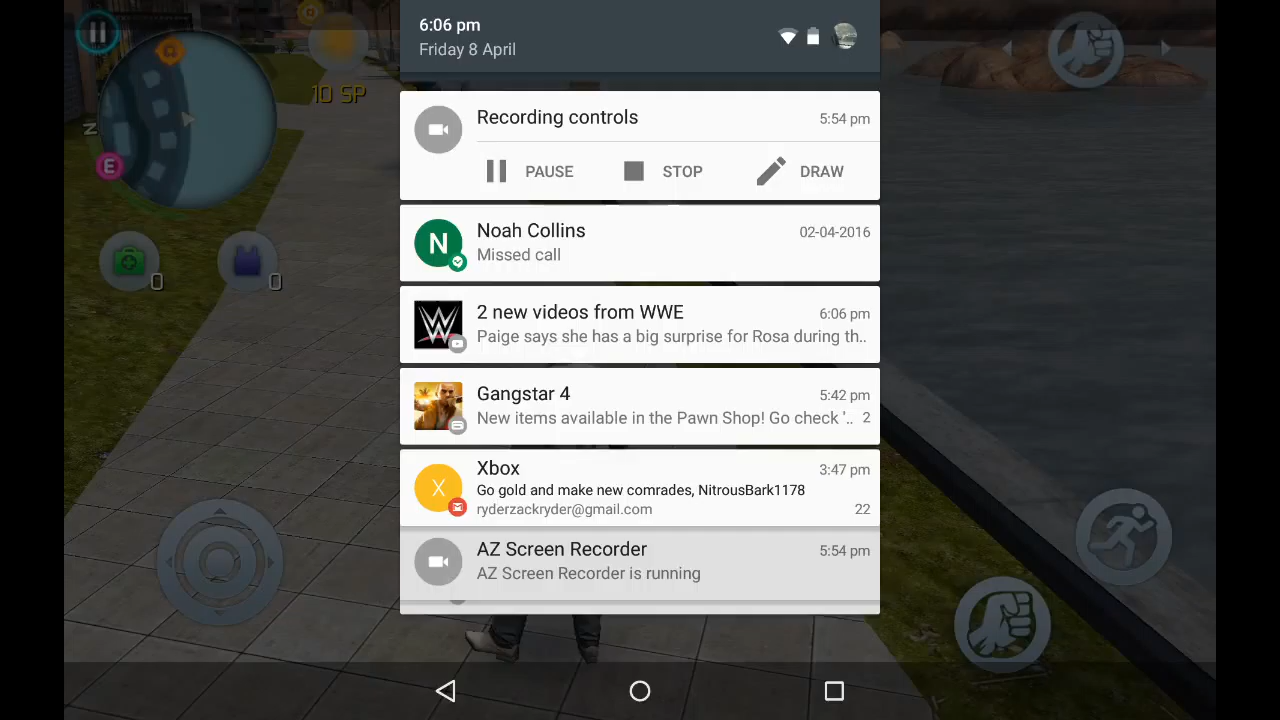 6:06 pm
Friday 8 April
10 SP
N
E
0
0
Recording controls 5:54 pm
PAUSE STOP DRAW
N
Noah Collins 02-04-2016
Missed call
W
2 new videos from WWE 6:06 pm
Paige says she has a big surprise for Rosa during th..
Gangstar 4 5:42 pm
New items available in the Pawn Shop! Go check '.. 2
X
Xbox 3:47 pm
Go gold and make new comrades, NitrousBark1178
ryderzackryder@gmail.com 22
AZ Screen Recorder 5:54 pm
AZ Screen Recorder is running